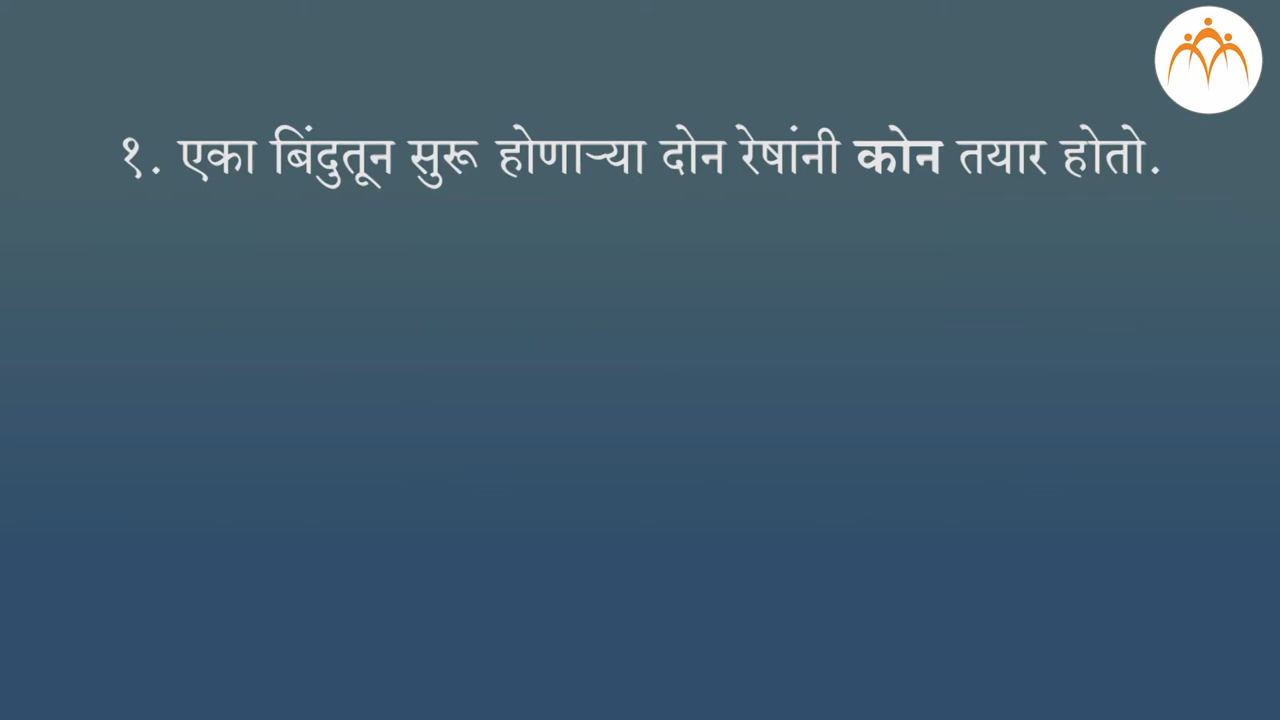 १. एका बिंदुतून सुरू होणाऱ्या दोन रेषांनी कोन तयार होतो.